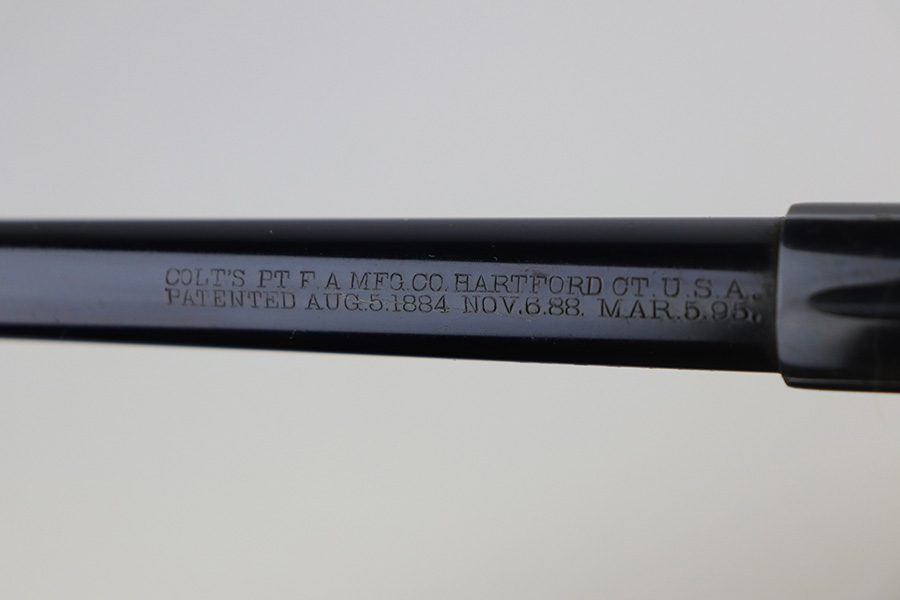 COLT'S PT F. A MFG. CO. HARTFORD CT. U.S.A.
PATENTED AUG.5.1884 NOV.6.88. MAR.5.95.